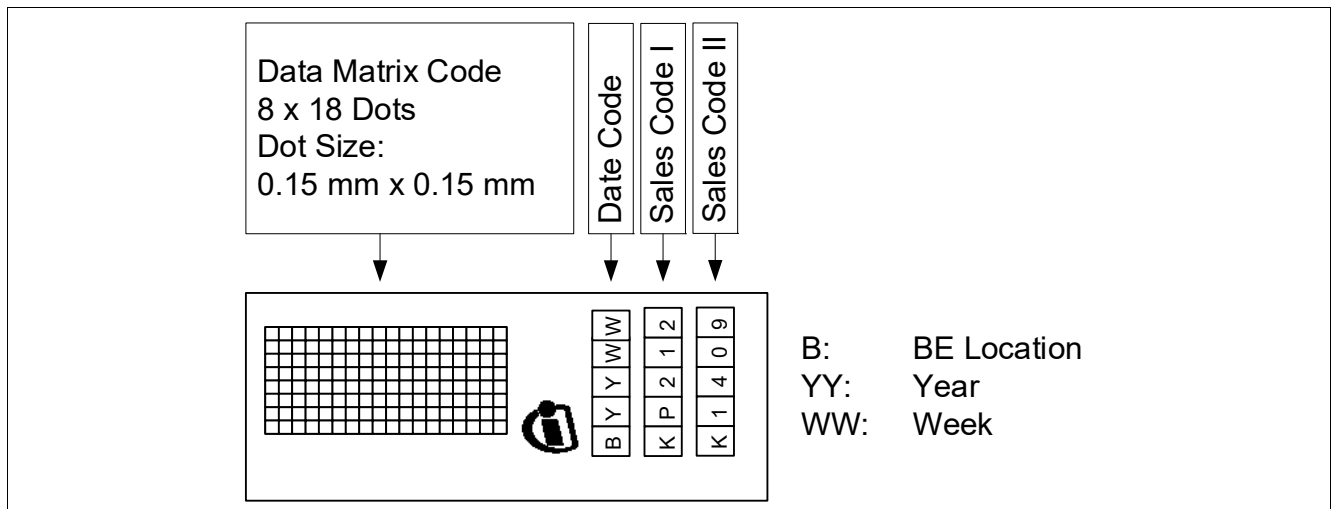 Data Matrix Code
8 x 18 Dots
Dot Size:
0.15 mm x 0.15 mm
Date Code
Sales Code I
Sales Code II
BYYWW
KP212
K1409
B: BE Location
YY: Year
WW: Week